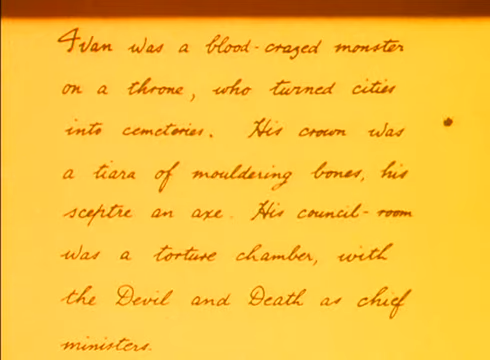 Ivan was a blood-crazed monster
on a throne, who turned cities
into cemeteries. His crown was
a tiara of mouldering bones, his
sceptre an axe. His council-room
was a torture chamber, with
the Devil and Death as chief
ministers.